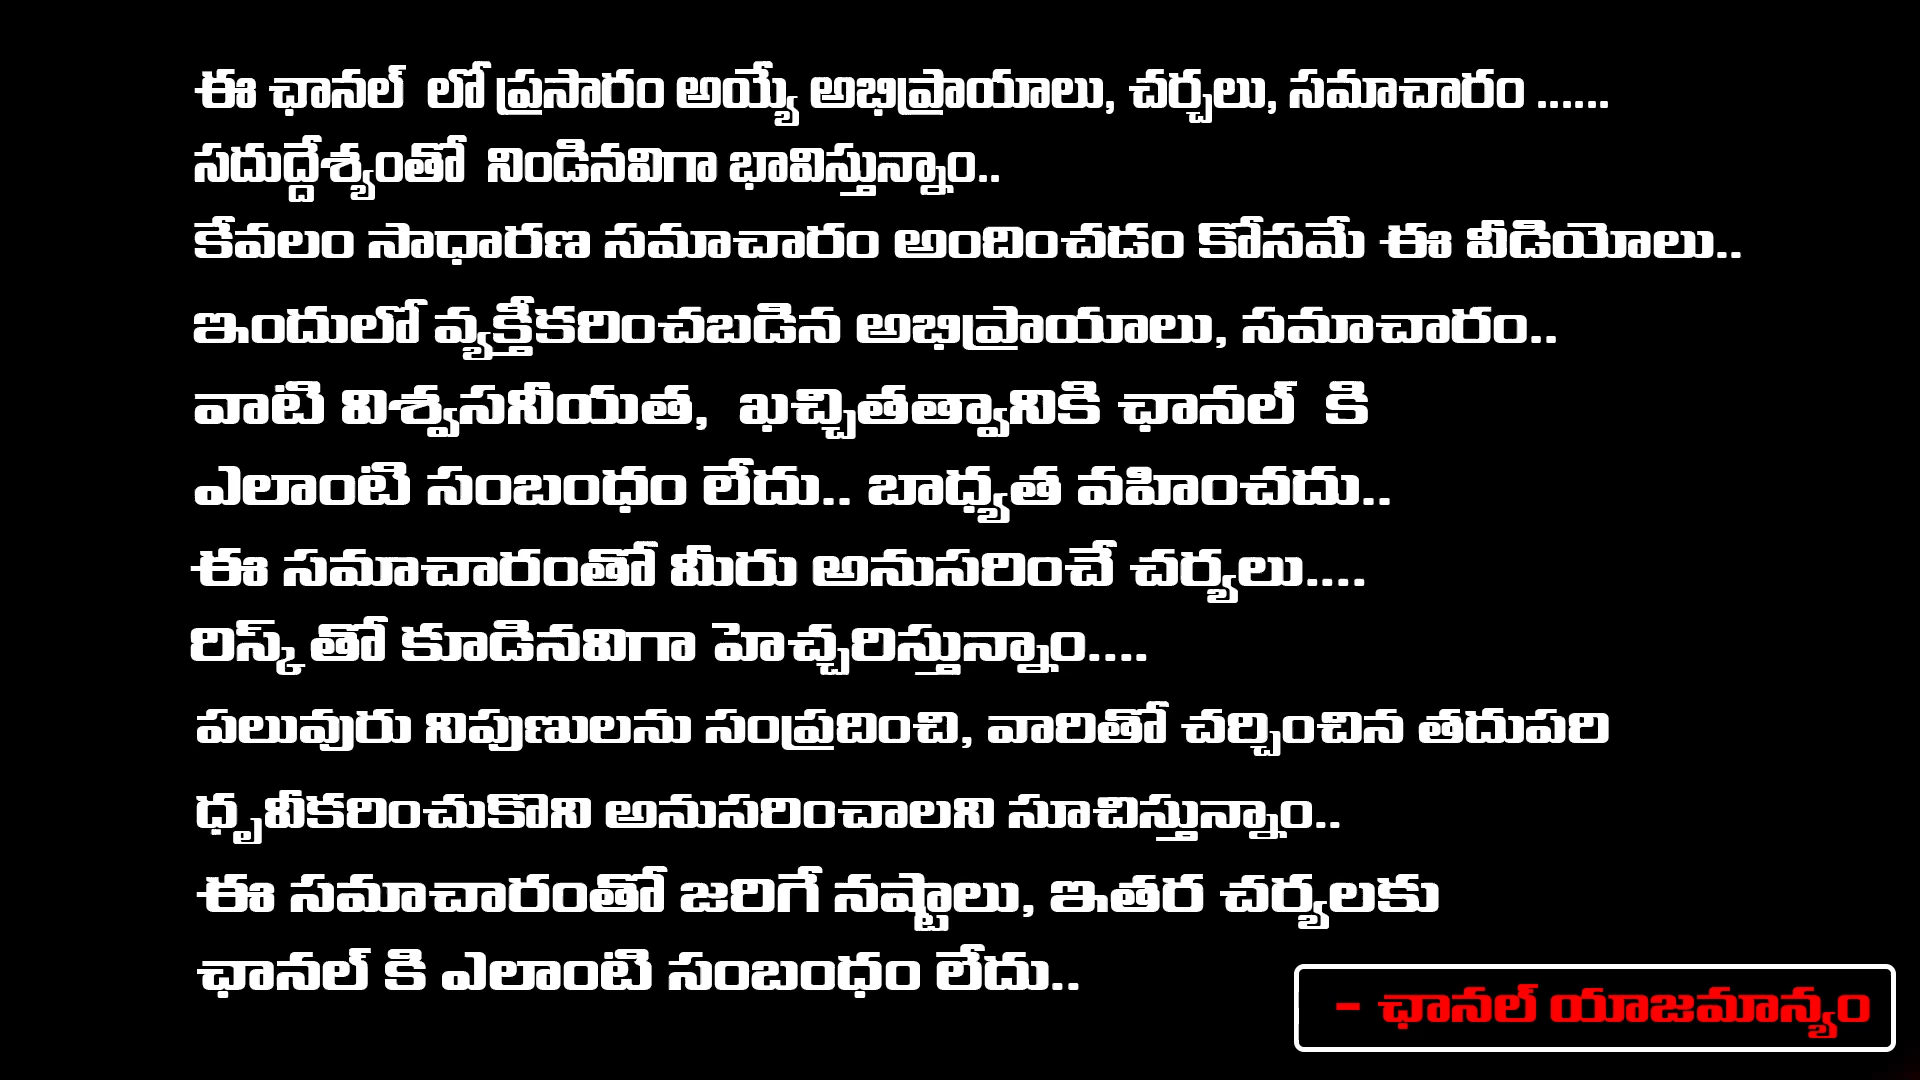 ఈ ఛానల్ లో ప్రసారం అయ్యే అభిప్రాయాలు, చర్చలు, సమాచారం ......
సదుద్దేశ్యంతో నిండినవిగా భావిస్తున్నాం..
కేవలం సాధారణ సమాచారం అందించడం కోసమే ఈ వీడియోలు..
ఇందులో వ్యక్తీకరించబడిన అభిప్రాయాలు, సమాచారం..
వాటి విశ్వసనీయత, ఖచ్చితత్వానికి ఛానల్ కి
ఎలాంటి సంబంధం లేదు.. బాధ్యత వహించదు..
ఈ సమాచారంతో మీరు అనుసరించే చర్యలు....
రిస్క్ తో కూడినవిగా హెచ్చరిస్తున్నాం....
పలువురు నిపుణులను సంప్రదించి, వారితో చర్చించిన తదుపరి
ధృవీకరించుకొని అనుసరించాలని సూచిస్తున్నాం..
ఈ సమాచారంతో జరిగే నష్టాలు, ఇతర చర్యలకు
ఛానల్ కి ఎలాంటి సంబంధం లేదు..
- ఛానల్ యాజమాన్యం